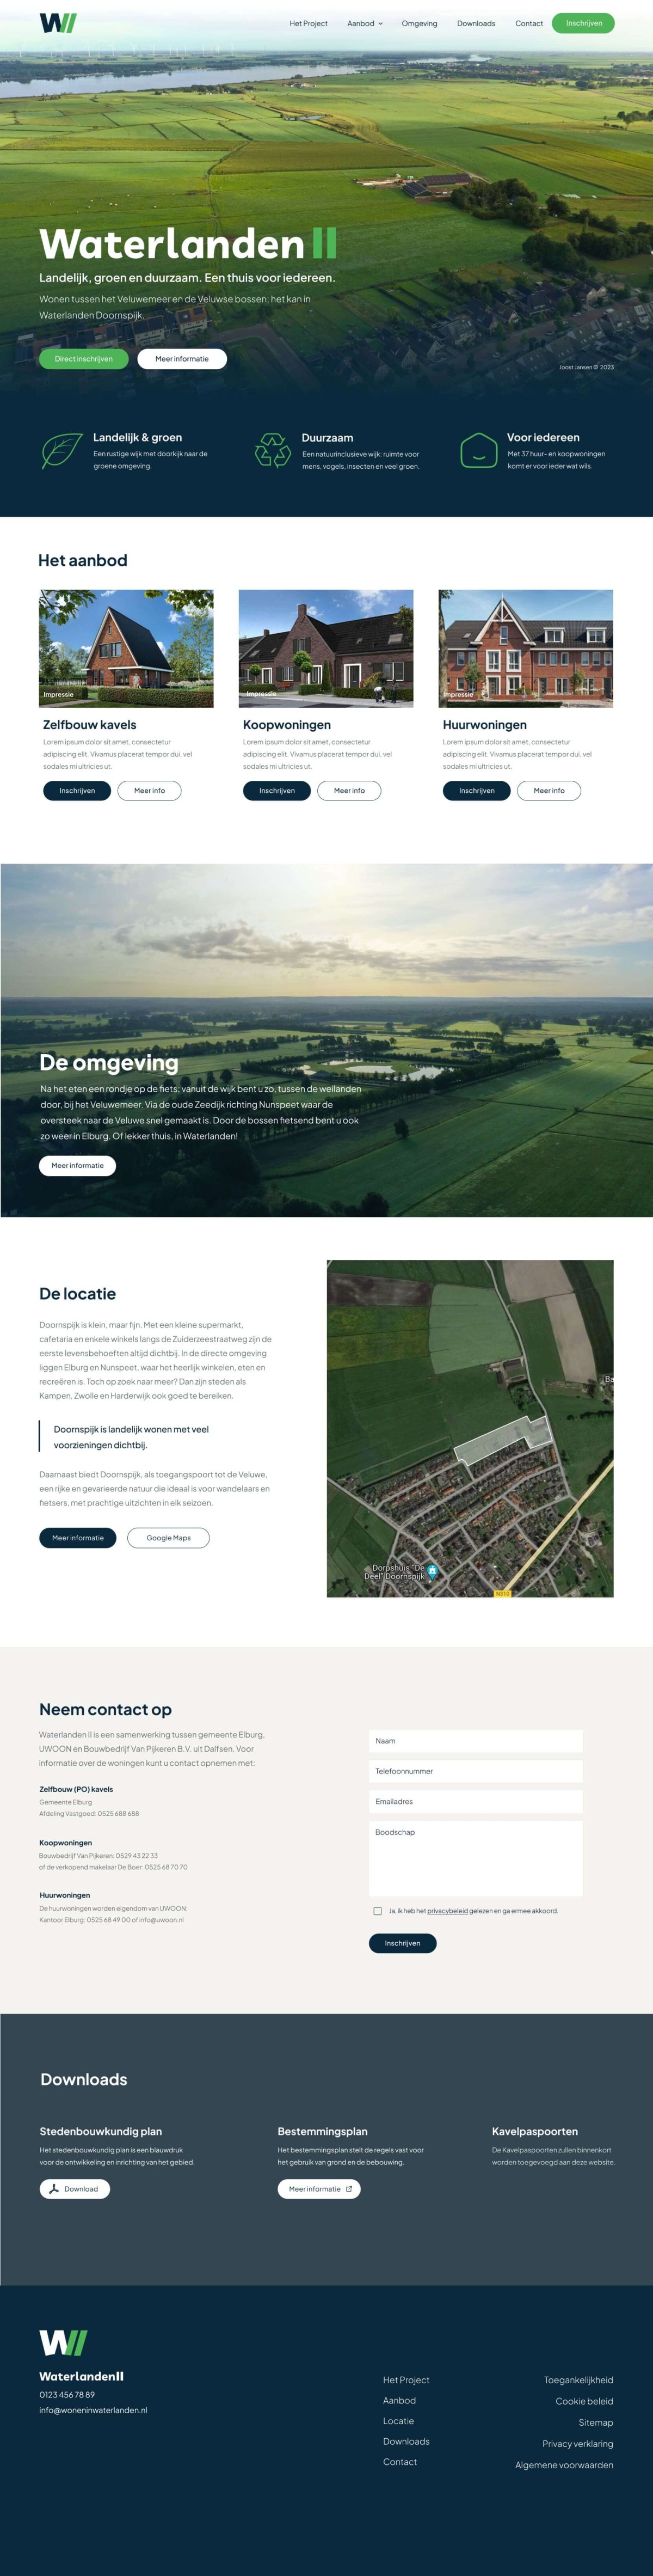 W//
Het Project
Aanbod
Omgeving
Downloads
Contact
Inschrijven
Waterlanden II
Landelijk, groen en duurzaam. Een thuis voor iedereen.
Wonen tussen het Veluwemeer en de Veluwse bossen; het kan in
Waterlanden Doornspijk.
Direct inschrijven
Meer informatie
Joost Jansen © 2023
Landelijk & groen
Een rustige wijk met doorkijk naar de
groene omgeving.
Duurzaam
Een natuurinclusieve wijk: ruimte voor
mens, vogels, insecten en veel groen.
Voor iedereen
Met 37 huur- en koopwoningen
komt er voor ieder wat wils.
Het aanbod
Impressie
Zelfbouw kavels
Lorem ipsum dolor sit amet, consectetur
adipiscing elit. Vivamus placerat tempor dui, vel
sodales mi ultricies ut.
Inschrijven
Meer info
Impressie
Koopwoningen
Lorem ipsum dolor sit amet, consectetur
adipiscing elit. Vivamus placerat tempor dui, vel
sodales mi ultricies ut.
Inschrijven
Meer info
Impressie
Huurwoningen
Lorem ipsum dolor sit amet, consectetur
adipiscing elit. Vivamus placerat tempor dui, vel
sodales mi ultricies ut.
Inschrijven
Meer info
De omgeving
Na het eten een rondje op de fiets; vanuit de wijk bent u zo, tussen de weilanden
door, bij het Veluwemeer. Via de oude Zeedijk richting Nunspeet waar de
oversteek naar de Veluwe snel gemaakt is. Door de bossen fietsend bent u ook
zo weer in Elburg. Of lekker thuis, in Waterlanden!
Meer informatie
De locatie
Doornspijk is klein, maar fijn. Met een kleine supermarkt,
cafetaria en enkele winkels langs de Zuiderzeestraatweg zijn de
eerste levensbehoeften altijd dichtbij. In de directe omgeving
liggen Elburg en Nunspeet, waar het heerlijk winkelen, eten en
recreëren is. Toch op zoek naar meer? Dan zijn steden als
Kampen, Zwolle en Harderwijk ook goed te bereiken.
Doornspijk is landelijk wonen met veel
voorzieningen dichtbij.
Daarnaast biedt Doornspijk, als toegangspoort tot de Veluwe,
een rijke en gevarieerde natuur die ideaal is voor wandelaars en
fietsers, met prachtige uitzichten in elk seizoen.
Meer informatie
Google Maps
Ba
Dorpshuis "De
Deel" Doornspijk
N310
Neem contact op
Waterlanden II is een samenwerking tussen gemeente Elburg,
UWOON en Bouwbedrijf Van Pijkeren B.V. uit Dalfsen. Voor
informatie over de woningen kunt u contact opnemen met:
Zelfbouw (PO) kavels
Gemeente Elburg
Afdeling Vastgoed: 0525 688 688
Koopwoningen
Bouwbedrijf Van Pijkeren: 0529 43 22 33
of de verkopend makelaar De Boer: 0525 68 70 70
Huurwoningen
De huurwoningen worden eigendom van UWOON:
Kantoor Elburg: 0525 68 49 00 of info@uwoon.nl
Naam
Telefoonnummer
Emailadres
Boodschap
Ja, ik heb het privacybeleid gelezen en ga ermee akkoord.
Inschrijven
Downloads
Stedenbouwkundig plan
Het stedenbouwkundig plan is een blauwdruk
voor de ontwikkeling en inrichting van het gebied.
Download
Bestemmingsplan
Het bestemmingsplan stelt de regels vast voor
het gebruik van grond en de bebouwing.
Meer informatie
Kavelpaspoorten
De Kavelpaspoorten zullen binnenkort
worden toegevoegd aan deze website.
W//
Waterlanden II
0123 456 78 89
info@woneninwaterlanden.nl
Het Project
Aanbod
Locatie
Downloads
Contact
Toegankelijkheid
Cookie beleid
Sitemap
Privacy verklaring
Algemene voorwaarden